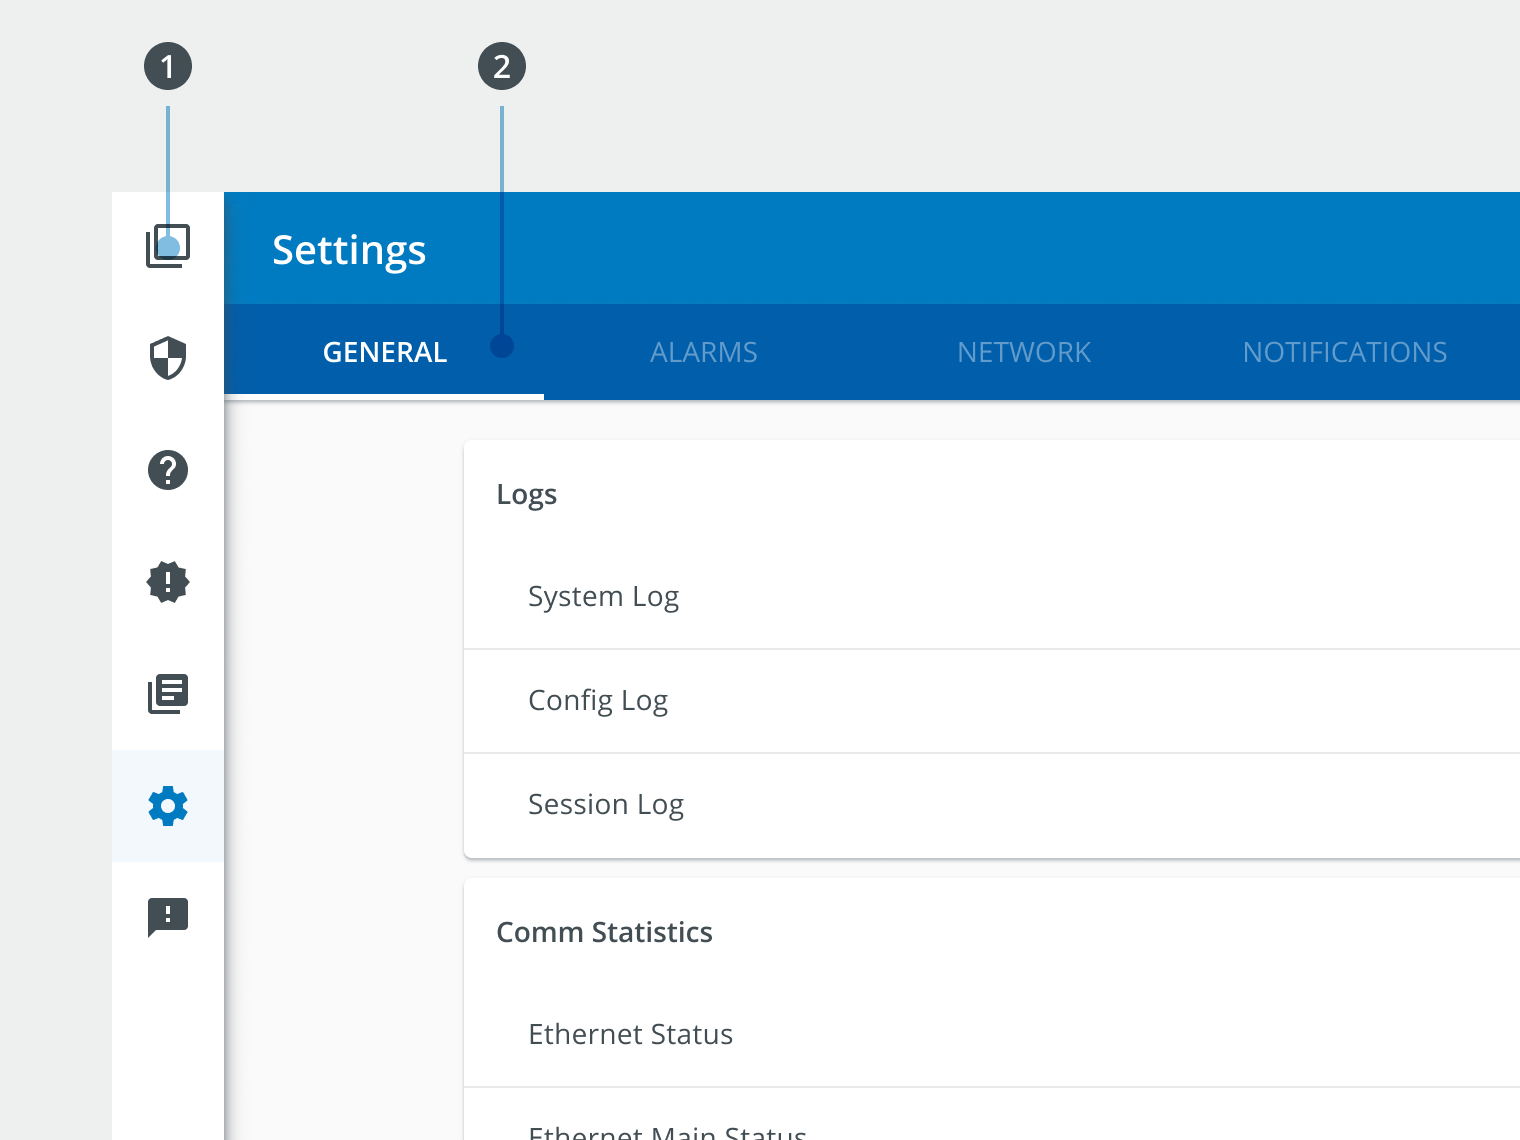 1
2
Settings
GENERAL ALARMS NETWORK NOTIFICATIONS
Logs
System Log
Config Log
Session Log
Comm Statistics
Ethernet Status
Ethernet Main Status